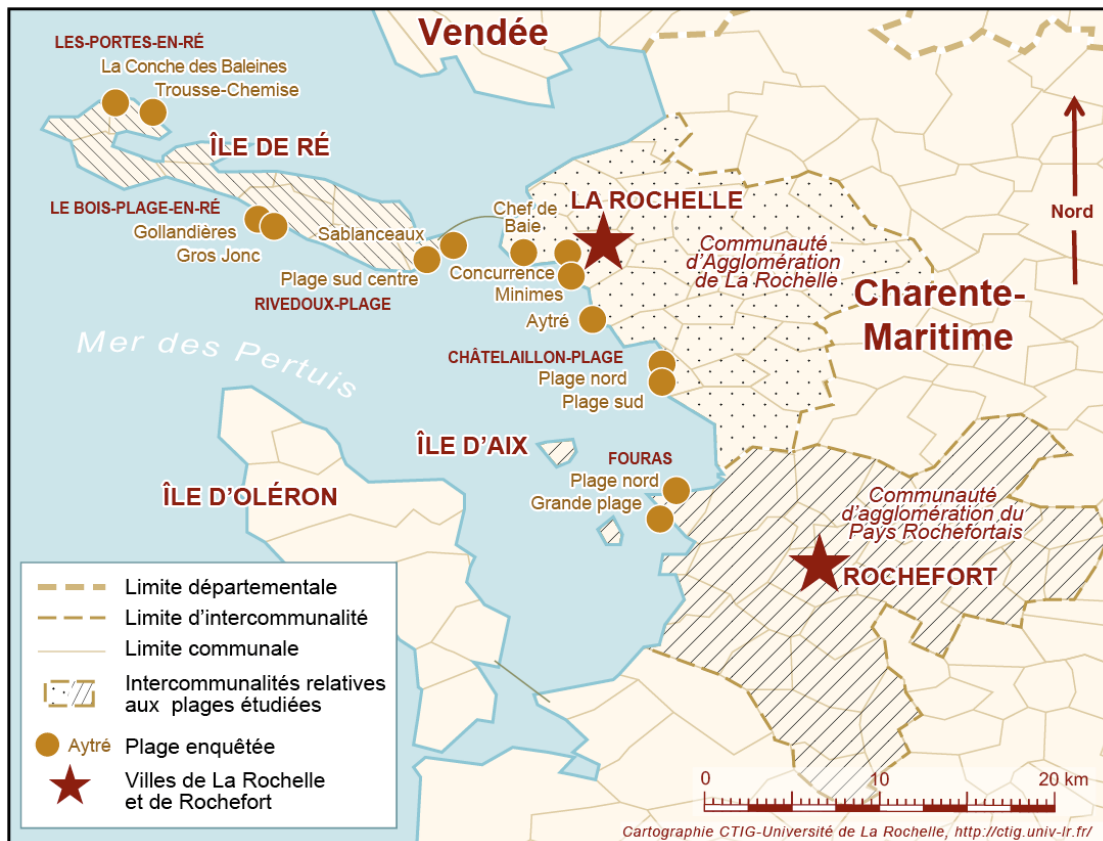 Vendée
LES-PORTES-EN-RÉ
La Conche des Baleines
Trousse-Chemise
ÎLE DE RÉ
Nord
LE BOIS-PLAGE-EN-RÉ
Gollandières
Gros Jonc
Sablanceaux
Plage sud centre
RIVEDOUX-PLAGE
Chef de
Baie
LA ROCHELLE
Concurrence
Minimes
Aytré
Communauté
d'Agglomération
de La Rochelle
Charente-
Maritime
Mer des Pertuis
CHÂTELAILLON-PLAGE
Plage nord
Plage sud
ÎLE D'AIX
FOURAS
Plage nord
Grande plage
ÎLE D'OLÉRON
Communauté
d'agglomération du
Pays Rochefortais
ROCHEFORT
Limite départementale
Limite d'intercommunalité
Limite communale
Intercommunalités relatives
aux plages étudiées
Aytré Plage enquêtée
Villes de La Rochelle
et de Rochefort
0 10 20 km
Cartographie CTIG-Université de La Rochelle, http://ctig.univ-lr.fr/